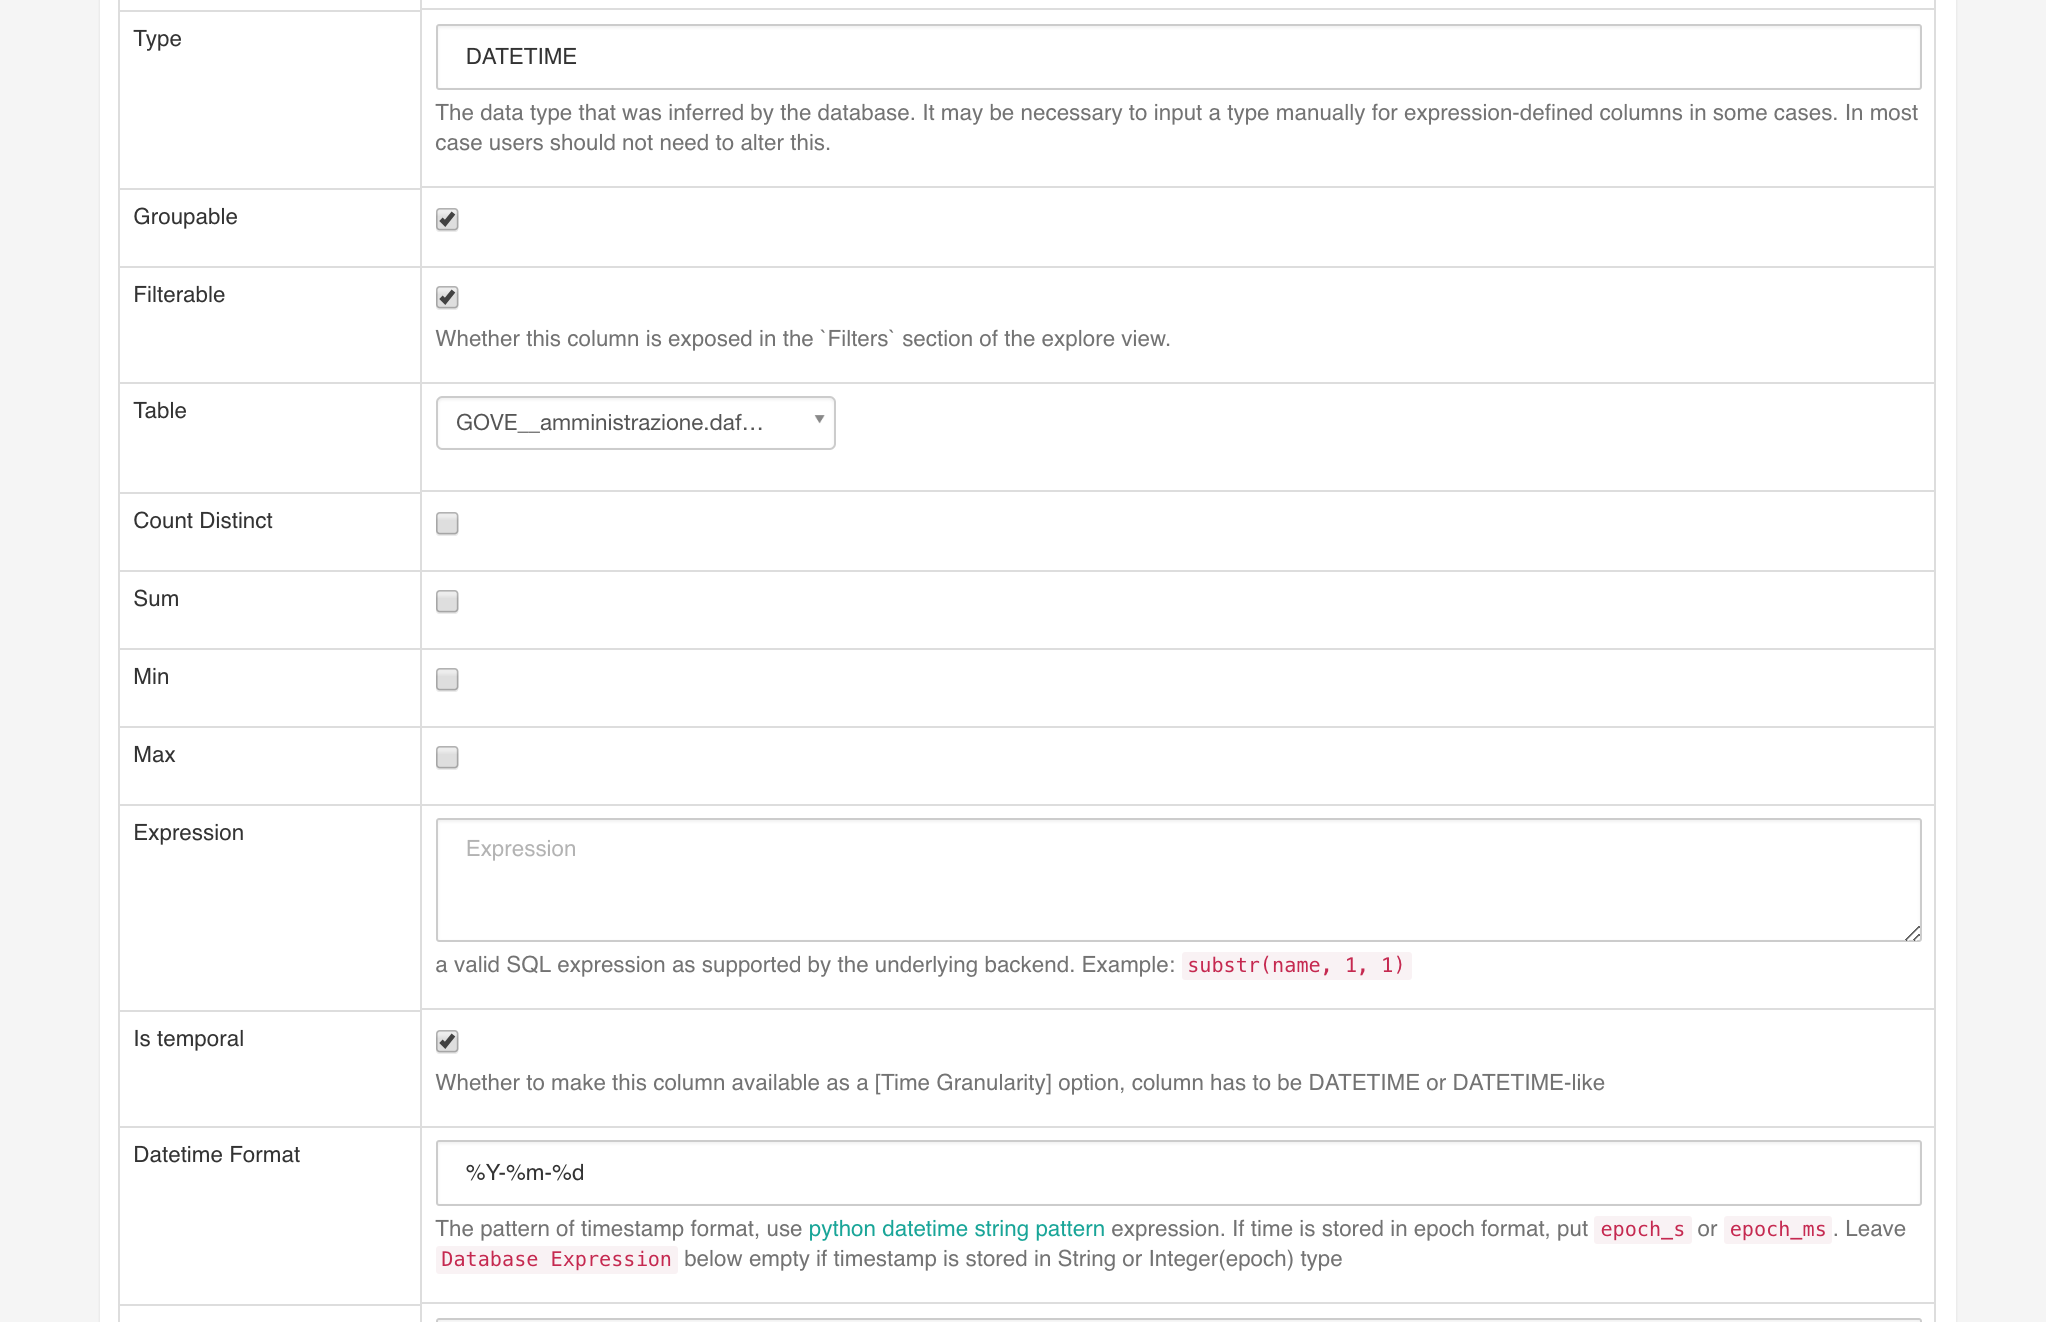 Type
DATETIME
The data type that was inferred by the database. It may be necessary to input a type manually for expression-defined columns in some cases. In most
case users should not need to alter this.
Groupable
Filterable
Whether this column is exposed in the `Filters` section of the explore view.
Table
GOVE__amministrazione.daf...
Count Distinct
Sum
Min
Max
Expression
Expression
a valid SQL expression as supported by the underlying backend. Example: substr(name, 1, 1)
Is temporal
Whether to make this column available as a [Time Granularity] option, column has to be DATETIME or DATETIME-like
Datetime Format
%Y-%m-%d
The pattern of timestamp format, use python datetime string pattern expression. If time is stored in epoch format, put epoch_s or epoch_ms. Leave
Database Expression below empty if timestamp is stored in String or Integer(epoch) type